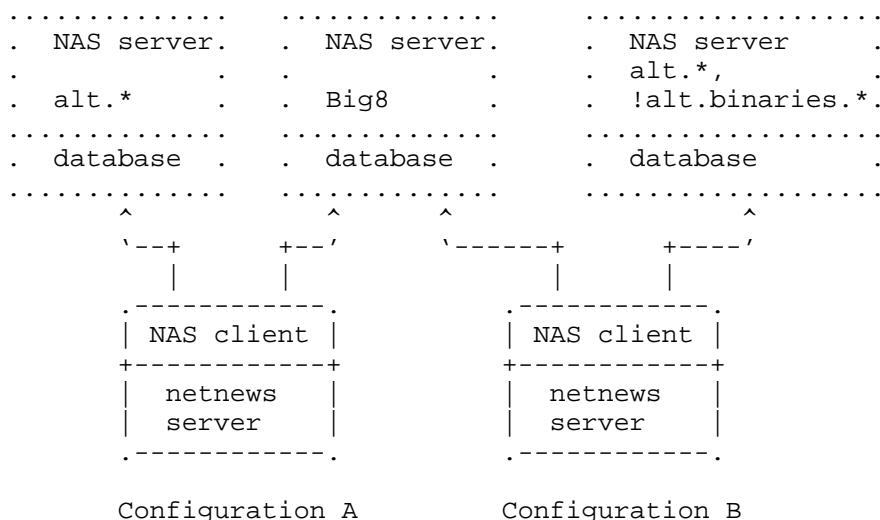 ...............   ...............     ....................
.  NAS server.   .  NAS server.     .  NAS server      .
.            .   .            .     .  alt.*,          .
.  alt.*     .   .  Big8      .     .  !alt.binaries.*.
...............   ...............     ....................
.  database  .   .  database  .     .  database        .
...............   ...............     ....................
       ^            ^      ^                  ^
       ‘--+      +--’      ‘------+      +----’
          |      |                |      |
       .------------.          .------------.
       | NAS client |          | NAS client |
       +------------+          +------------+
       |  netnews   |          |  netnews   |
       |  server    |          |  server    |
       .------------.          .------------.
       Configuration A         Configuration B